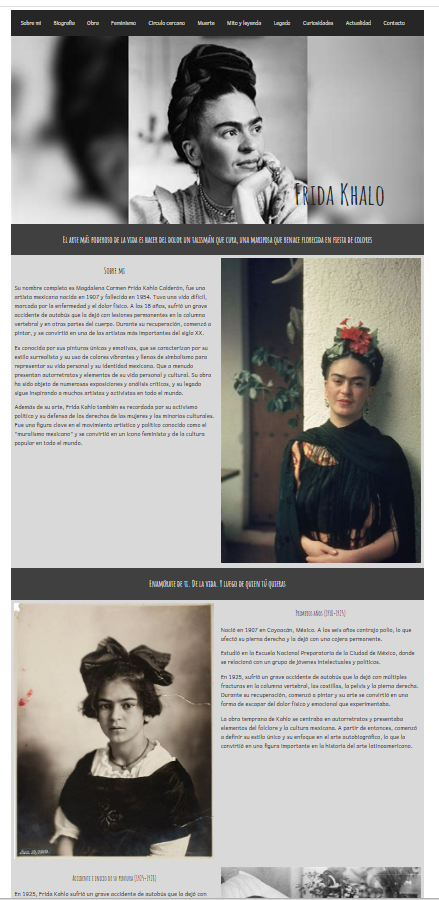 Sobre mi Biografía Obra Feminismo Círculo cercano Muerte Mito y leyenda Legado Curiosidades Actualidad Contacto
Frida Khalo
El arte más poderoso de la vida es hacer del dolor un talismán que cura, una mariposa que renace florecida en fiesta de colores
Sobre mi
Su nombre completo es Magdalena Carmen Frida Kahlo Calderón, fue una
artista mexicana nacida en 1907 y fallecida en 1954. Tuvo una vida difícil,
marcada por la enfermedad y el dolor físico. A los 18 años, sufrió un grave
accidente de autobús que la dejó con lesiones permanentes en la columna
vertebral y en otras partes del cuerpo. Durante su recuperación, comenzó a
pintar, y se convirtió en una de las artistas más importantes del siglo XX.
Es conocida por sus pinturas únicas y emotivas, que se caracterizan por su
estilo surrealista y su uso de colores vibrantes y llenos de simbolismo para
representar su vida personal y su identidad mexicana. Que a menudo
presentan autorretratos y elementos de su vida personal y cultural. Su obra
ha sido objeto de numerosas exposiciones y análisis críticos, y su legado
sigue inspirando a muchos artistas y activistas en todo el mundo.
Además de su arte, Frida Kahlo también es recordada por su activismo
político y su defensa de los derechos de la mujeres y las minorías culturales.
Fue una figura clave en el movimiento artístico y político conocido como el
"muralismo mexicano" y se convirtió en un icono feminista y de la cultura
popular en todo el mundo.
Enamórate de ti. De la vida. Y luego de quien tú quieras
Primeros años (1910-1925)
Nació en 1907 en Coyoacán, México. A los seis años contrajo polio, lo que
afectó su pierna derecha y la dejó con una cojera permanente.
Estudió en la Escuela Nacional Preparatoria de la Ciudad de México, donde
se relacionó con un grupo de jóvenes intelectuales y políticos.
En 1925, sufrió un grave accidente de autobús que la dejó con múltiples
fracturas en la columna vertebral, las costillas, la pelvis y la pierna derecha.
Durante su recuperación, comenzó a pintar y su arte se convirtió en una
forma de escapar del dolor físico y emocional que experimentaba.
La obra temprana de Kahlo se centraba en autorretratos y presentaba
elementos del folclore y la cultura mexicana. A partir de entonces, comenzó
a definir su estilo único y su enfoque en el arte autobiográfico, lo que la
convirtió en una figura importante en la historia del arte latinoamericano.
Accidente e inicio de su pintura (1925-1928)
En 1925, Frida Kahlo sufrió un grave accidente de autobús que la dejó con